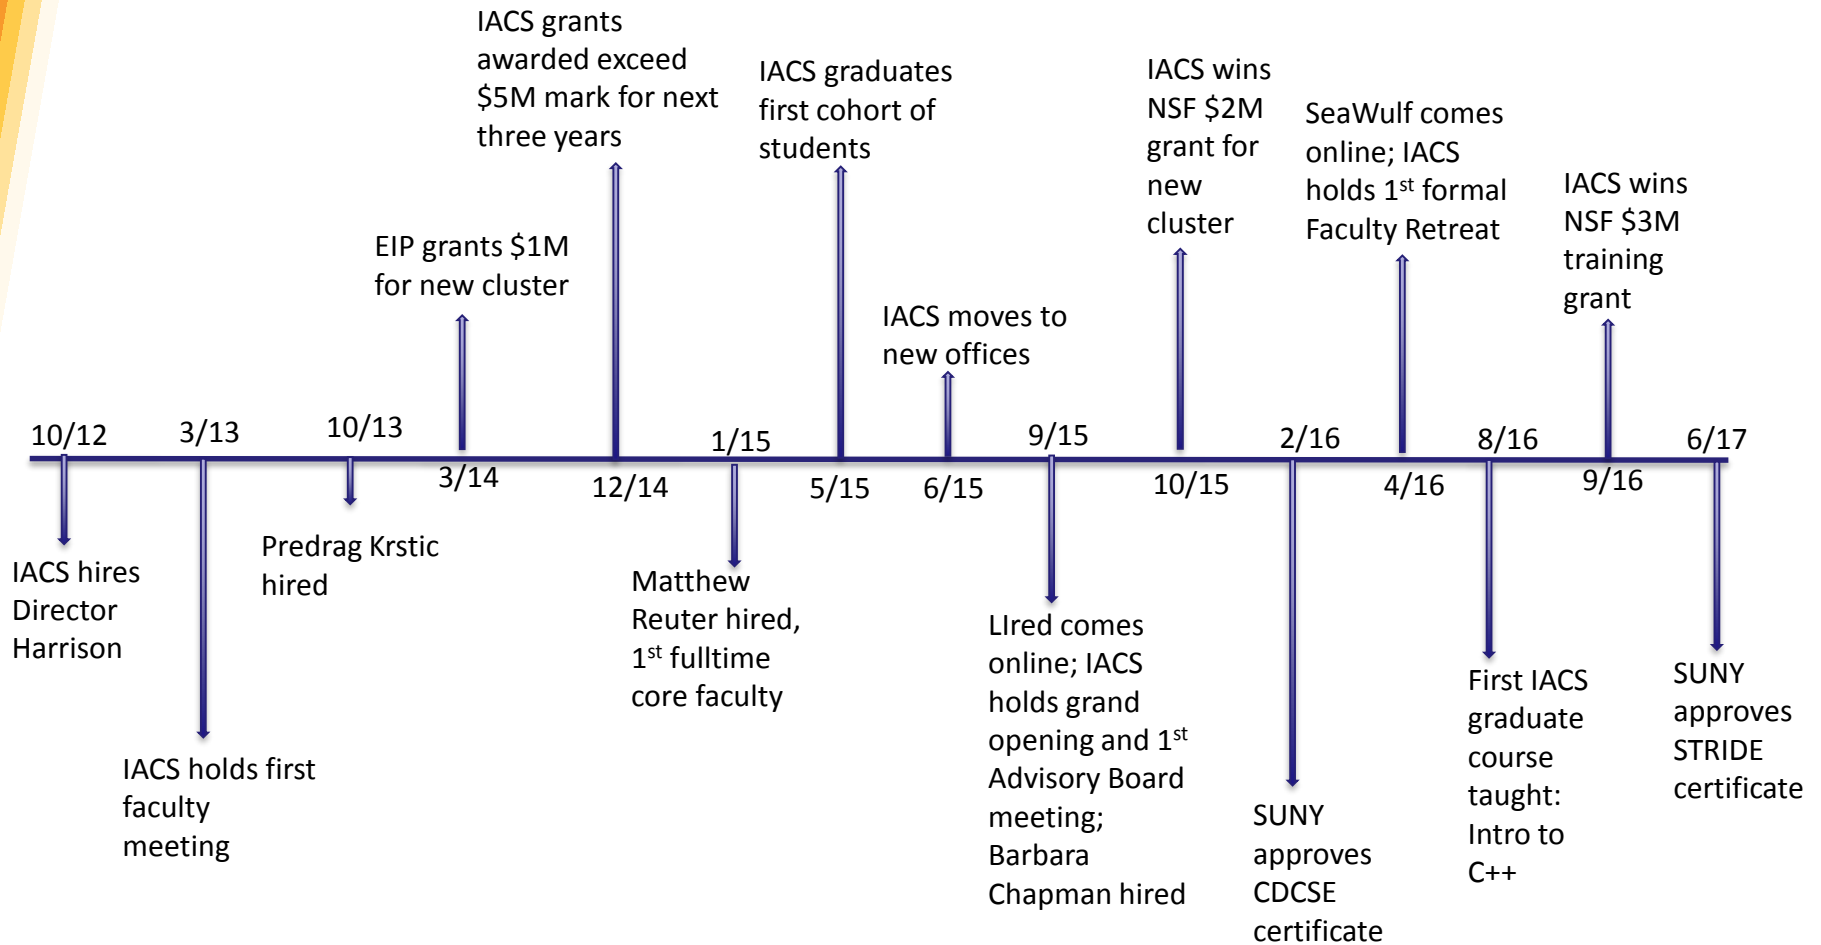 IACS grants
awarded exceed
$5M mark for next
three years
IACS graduates
first cohort of
students
IACS wins
NSF $2M
grant for
new
cluster
SeaWulf comes
online; IACS
holds 1st formal
Faculty Retreat
IACS wins
NSF $3M
training
grant
EIP grants $1M
for new cluster
IACS moves to
new offices
10/12
3/13
10/13
3/14
12/14
1/15
5/15
6/15
9/15
10/15
2/16
4/16
8/16
9/16
6/17
IACS hires
Director
Harrison
IACS holds first
faculty
meeting
Predrag Krstic
hired
Matthew
Reuter hired,
1st fulltime
core faculty
LIred comes
online; IACS
holds grand
opening and 1st
Advisory Board
meeting;
Barbara
Chapman hired
SUNY
approves
CDCSE
certificate
First IACS
graduate
course
taught:
Intro to
C++
SUNY
approves
STRIDE
certificate